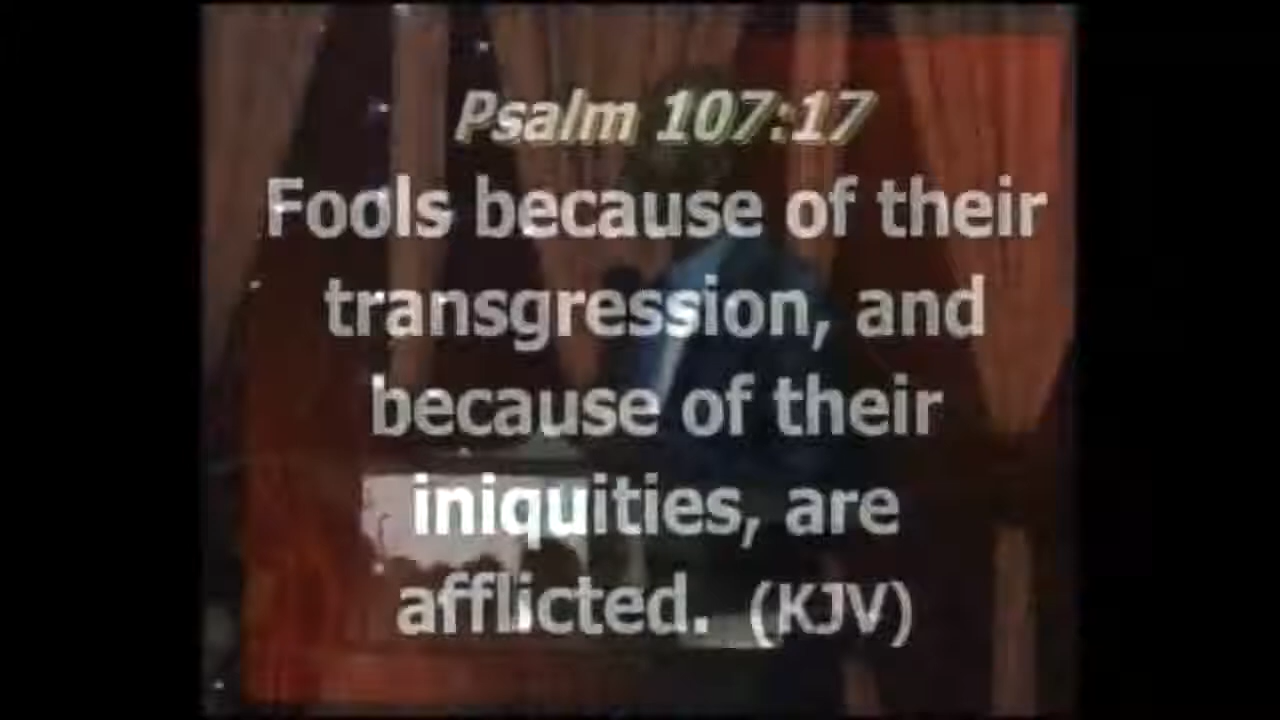 Psalm 107:17
Fools because of their
transgression, and
because of their
iniquities, are
afflicted. (KJV)